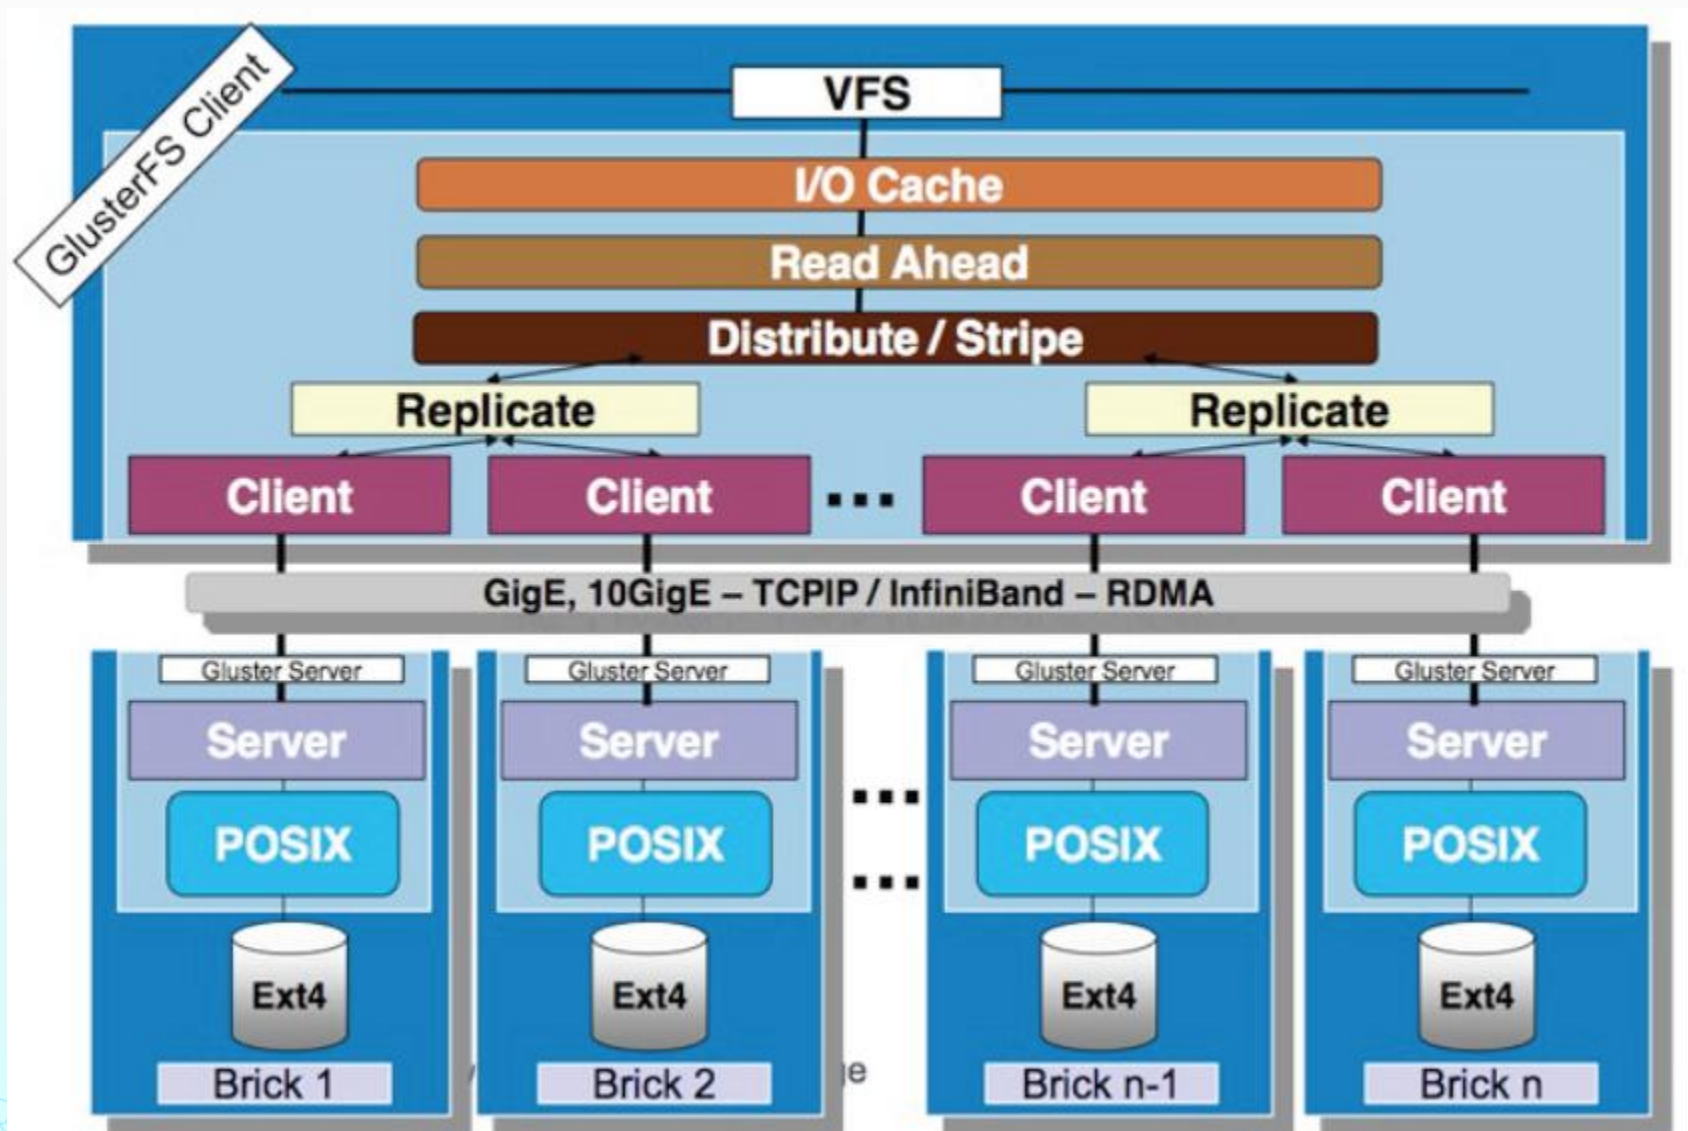 GlusterFS Client
VFS
I/O Cache
Read Ahead
Distribute / Stripe
Replicate Replicate
Client Client ... Client Client
GigE, 10GigE – TCPIP / InfiniBand – RDMA
Gluster Server Gluster Server Gluster Server Gluster Server
Server Server Server Server
...
POSIX POSIX POSIX POSIX
...
Ext4 Ext4 Ext4 Ext4
Brick 1 Brick 2 Brick n-1 Brick n